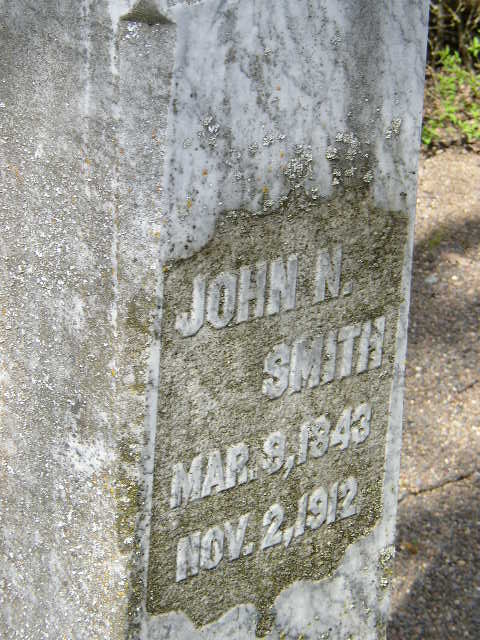 JOHN N.
SMITH
MAR. 9, 1843
NOV. 2, 1912